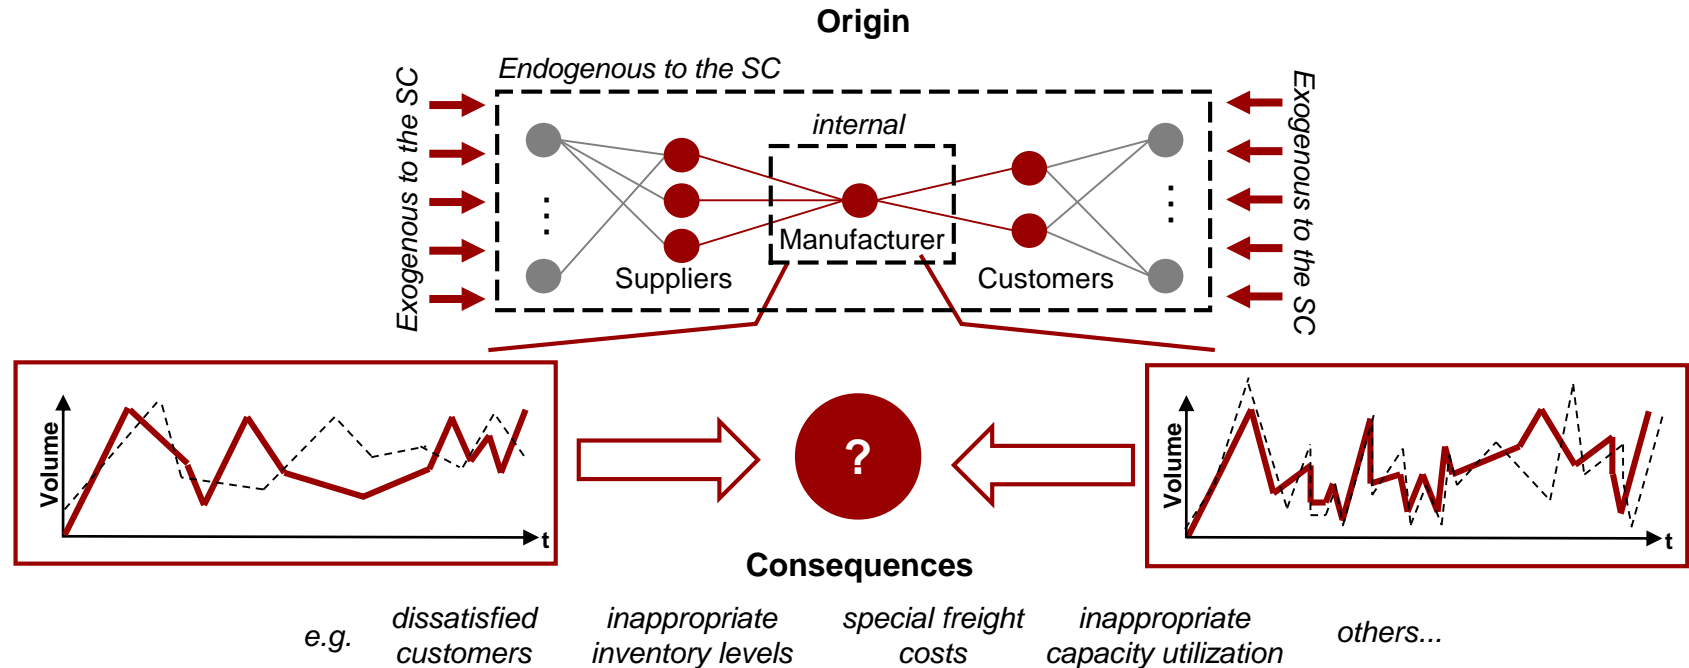 Origin
Endogenous to the SC
Exogenous to the SC
Exogenous to the SC
internal
Manufacturer
Suppliers
Customers
Volume
t
?
Volume
t
Consequences
e.g.
dissatisfied
customers
inappropriate
inventory levels
special freight
costs
inappropriate
capacity utilization
others...